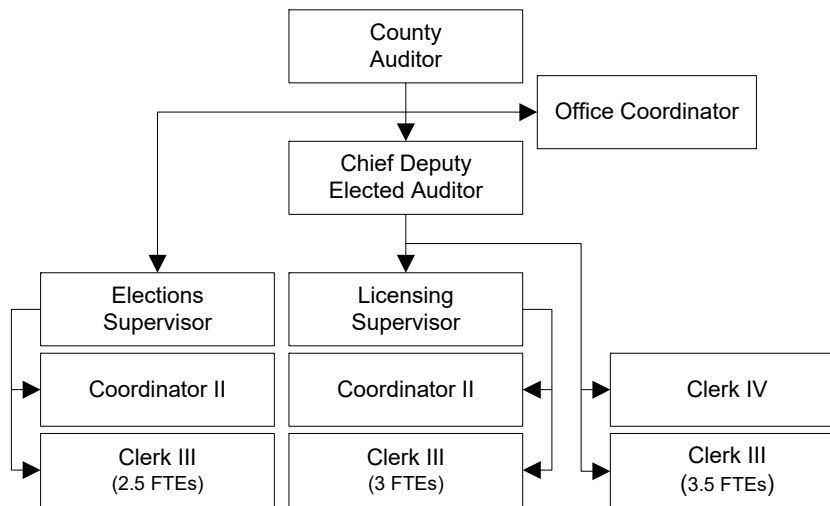 County
Auditor
Office Coordinator
Chief Deputy
Elected Auditor
Elections
Supervisor
Licensing
Supervisor
Coordinator II
Coordinator II
Clerk IV
Clerk III
(2.5 FTEs)
Clerk III
(3 FTEs)
Clerk III
(3.5 FTEs)